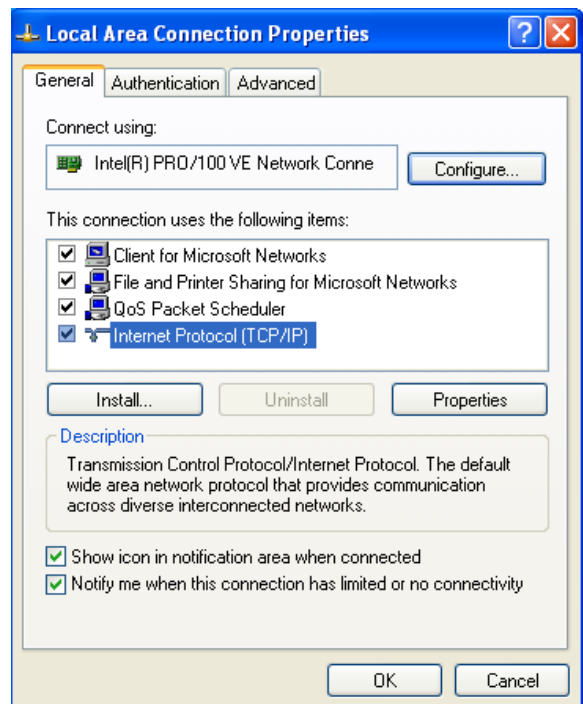 Local Area Connection Properties
General Authentication Advanced
Connect using:
Intel(R) PRO/100 VE Network Conne Configure...
This connection uses the following items:
Client for Microsoft Networks
File and Printer Sharing for Microsoft Networks
QoS Packet Scheduler
Internet Protocol (TCP/IP)
Install... Uninstall Properties
Description
Transmission Control Protocol/Internet Protocol. The default
wide area network protocol that provides communication
across diverse interconnected networks.
Show icon in notification area when connected
Notify me when this connection has limited or no connectivity
OK Cancel